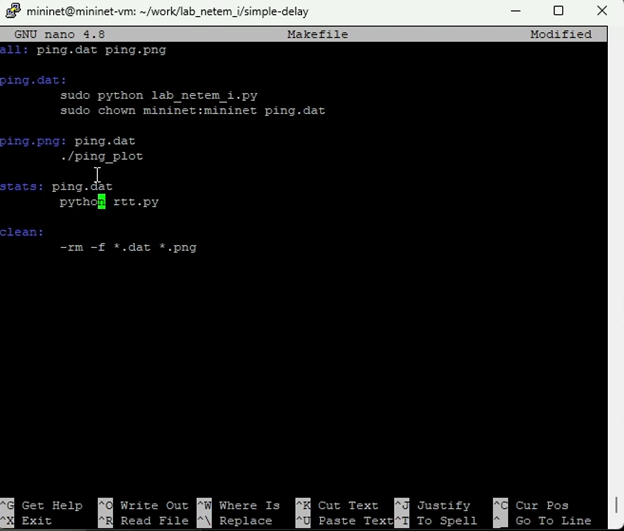 mininet@mininet-vm: ~/work/lab_netem_i/simple-delay
GNU nano 4.8 Makefile Modified
all: ping.dat ping.png
ping.dat:
sudo python lab_netem_i.py
sudo chown mininet:mininet ping.dat
ping.png: ping.dat
./ping_plot
stats: ping.dat
python rtt.py
clean:
-rm -f *.dat *.png
^G Get Help ^O Write Out ^W Where Is ^K Cut Text ^J Justify ^C Cur Pos
^X Exit ^R Read File ^\ Replace ^U Paste Text ^T To Spell ^_ Go To Line